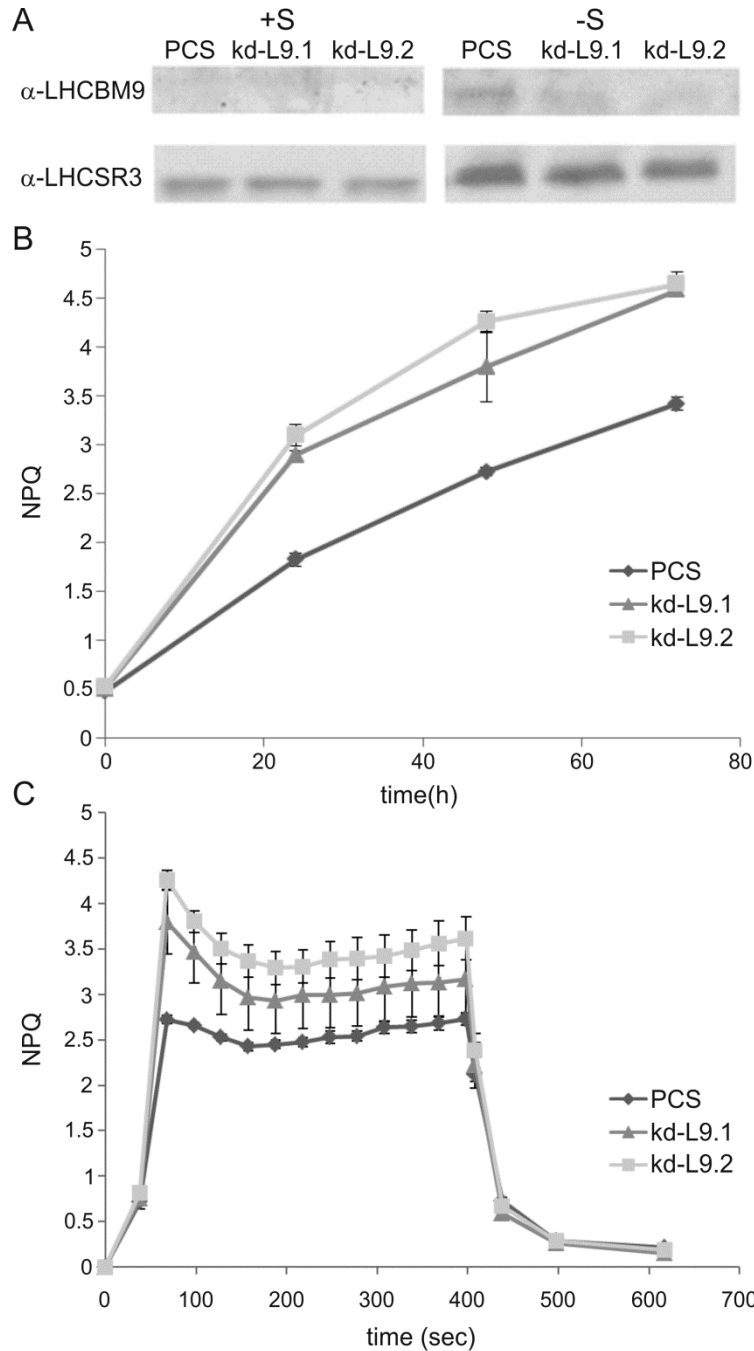 A
+S
-S
PCS kd-L9.1 kd-L9.2
PCS kd-L9.1 kd-L9.2
α-LHCBM9
α-LHCSR3
B
5
4.5
4
3.5
3
2.5
2
1.5
1
0.5
0
NPQ
PCS
kd-L9.1
kd-L9.2
0 20 40 60 80
time(h)
C
5
4.5
4
3.5
3
2.5
2
1.5
1
0.5
0
NPQ
PCS
kd-L9.1
kd-L9.2
0 100 200 300 400 500 600 700
time (sec)